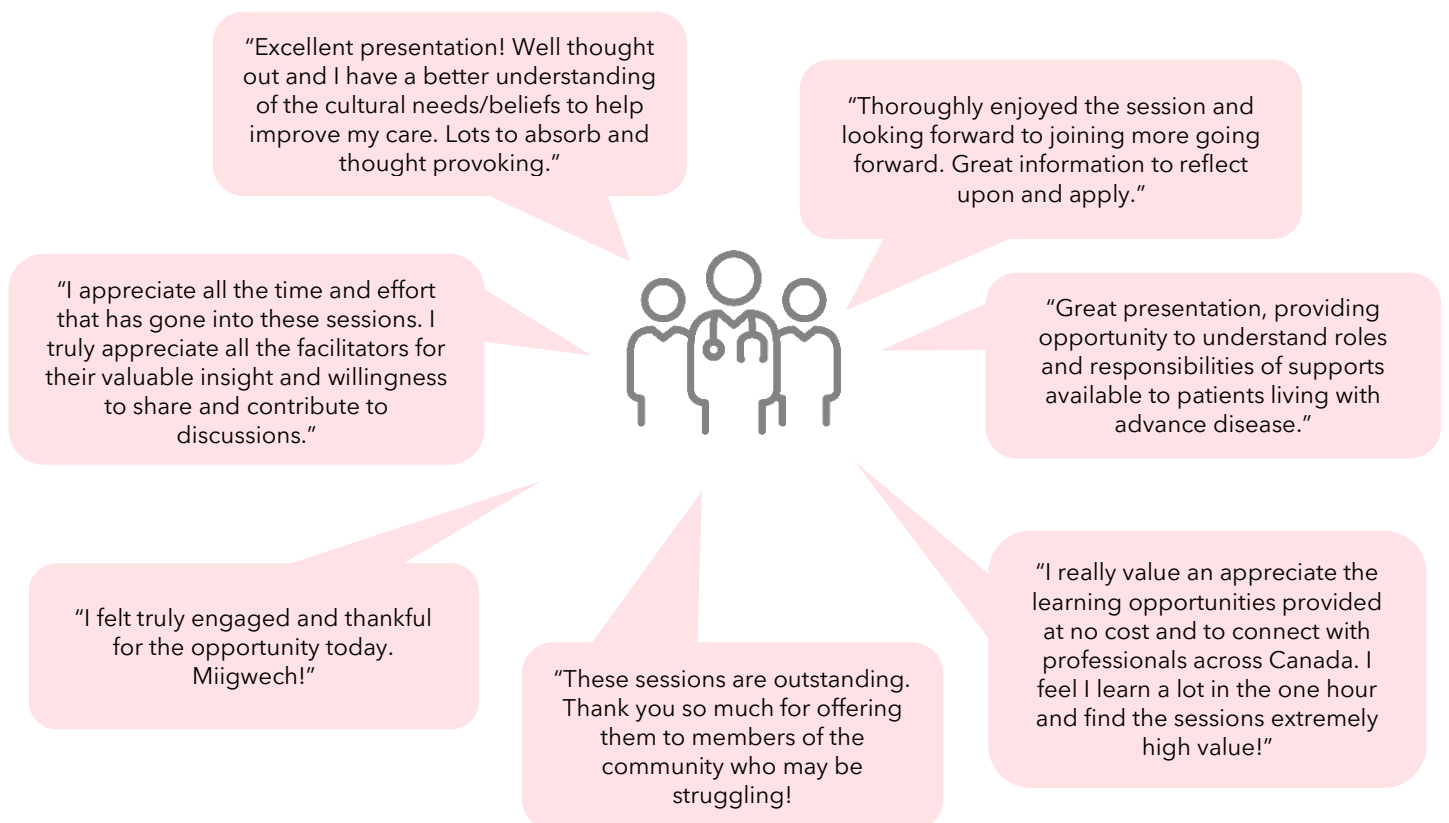 “Excellent presentation! Well thought
out and I have a better understanding
of the cultural needs/beliefs to help
improve my care. Lots to absorb and
thought provoking.”
“Thoroughly enjoyed the session and
looking forward to joining more going
forward. Great information to reflect
upon and apply.”
“I appreciate all the time and effort
that has gone into these sessions. I
truly appreciate all the facilitators for
their valuable insight and willingness
to share and contribute to
discussions.”
“Great presentation, providing
opportunity to understand roles
and responsibilities of supports
available to patients living with
advance disease.”
“I felt truly engaged and thankful
for the opportunity today.
Miigwech!”
“These sessions are outstanding.
Thank you so much for offering
them to members of the
community who may be
struggling!
“I really value an appreciate the
learning opportunities provided
at no cost and to connect with
professionals across Canada. I
feel I learn a lot in the one hour
and find the sessions extremely
high value!”